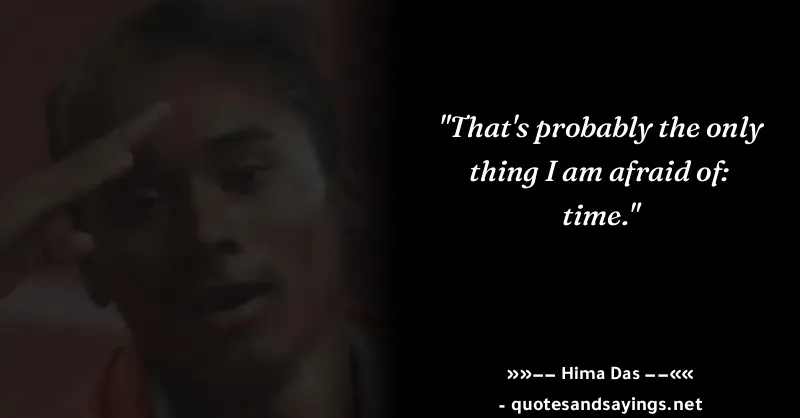 "That's probably the only
thing I am afraid of:
time."
»»–– Hima Das ––««
- quotesandsayings.net